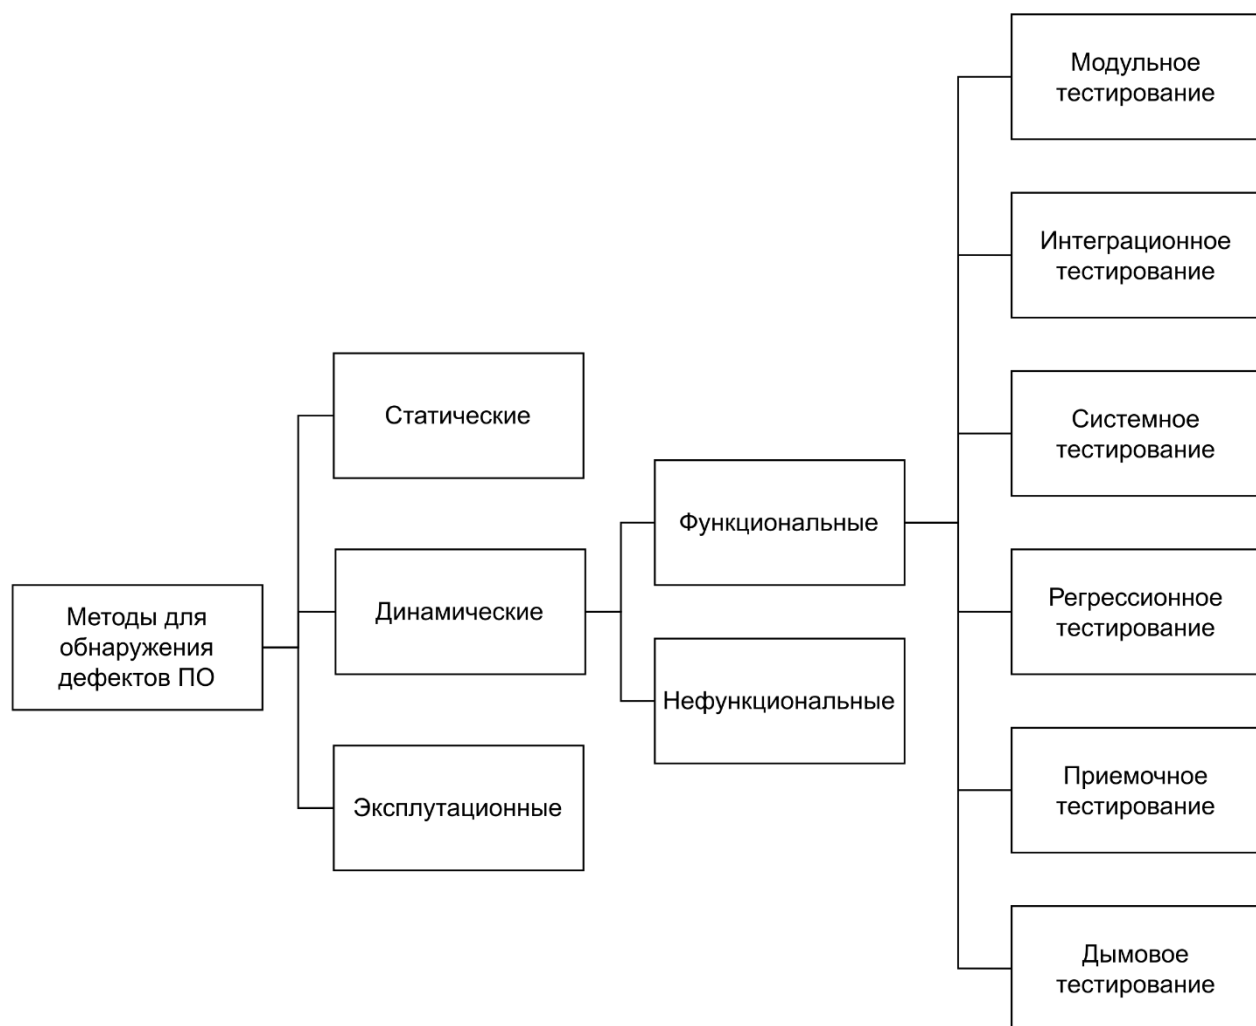 Методы для
обнаружения
дефектов ПО
Статические
Динамические
Эксплутационные
Функциональные
Нефункциональные
Модульное
тестирование
Интеграционное
тестирование
Системное
тестирование
Регрессионное
тестирование
Приемочное
тестирование
Дымовое
тестирование